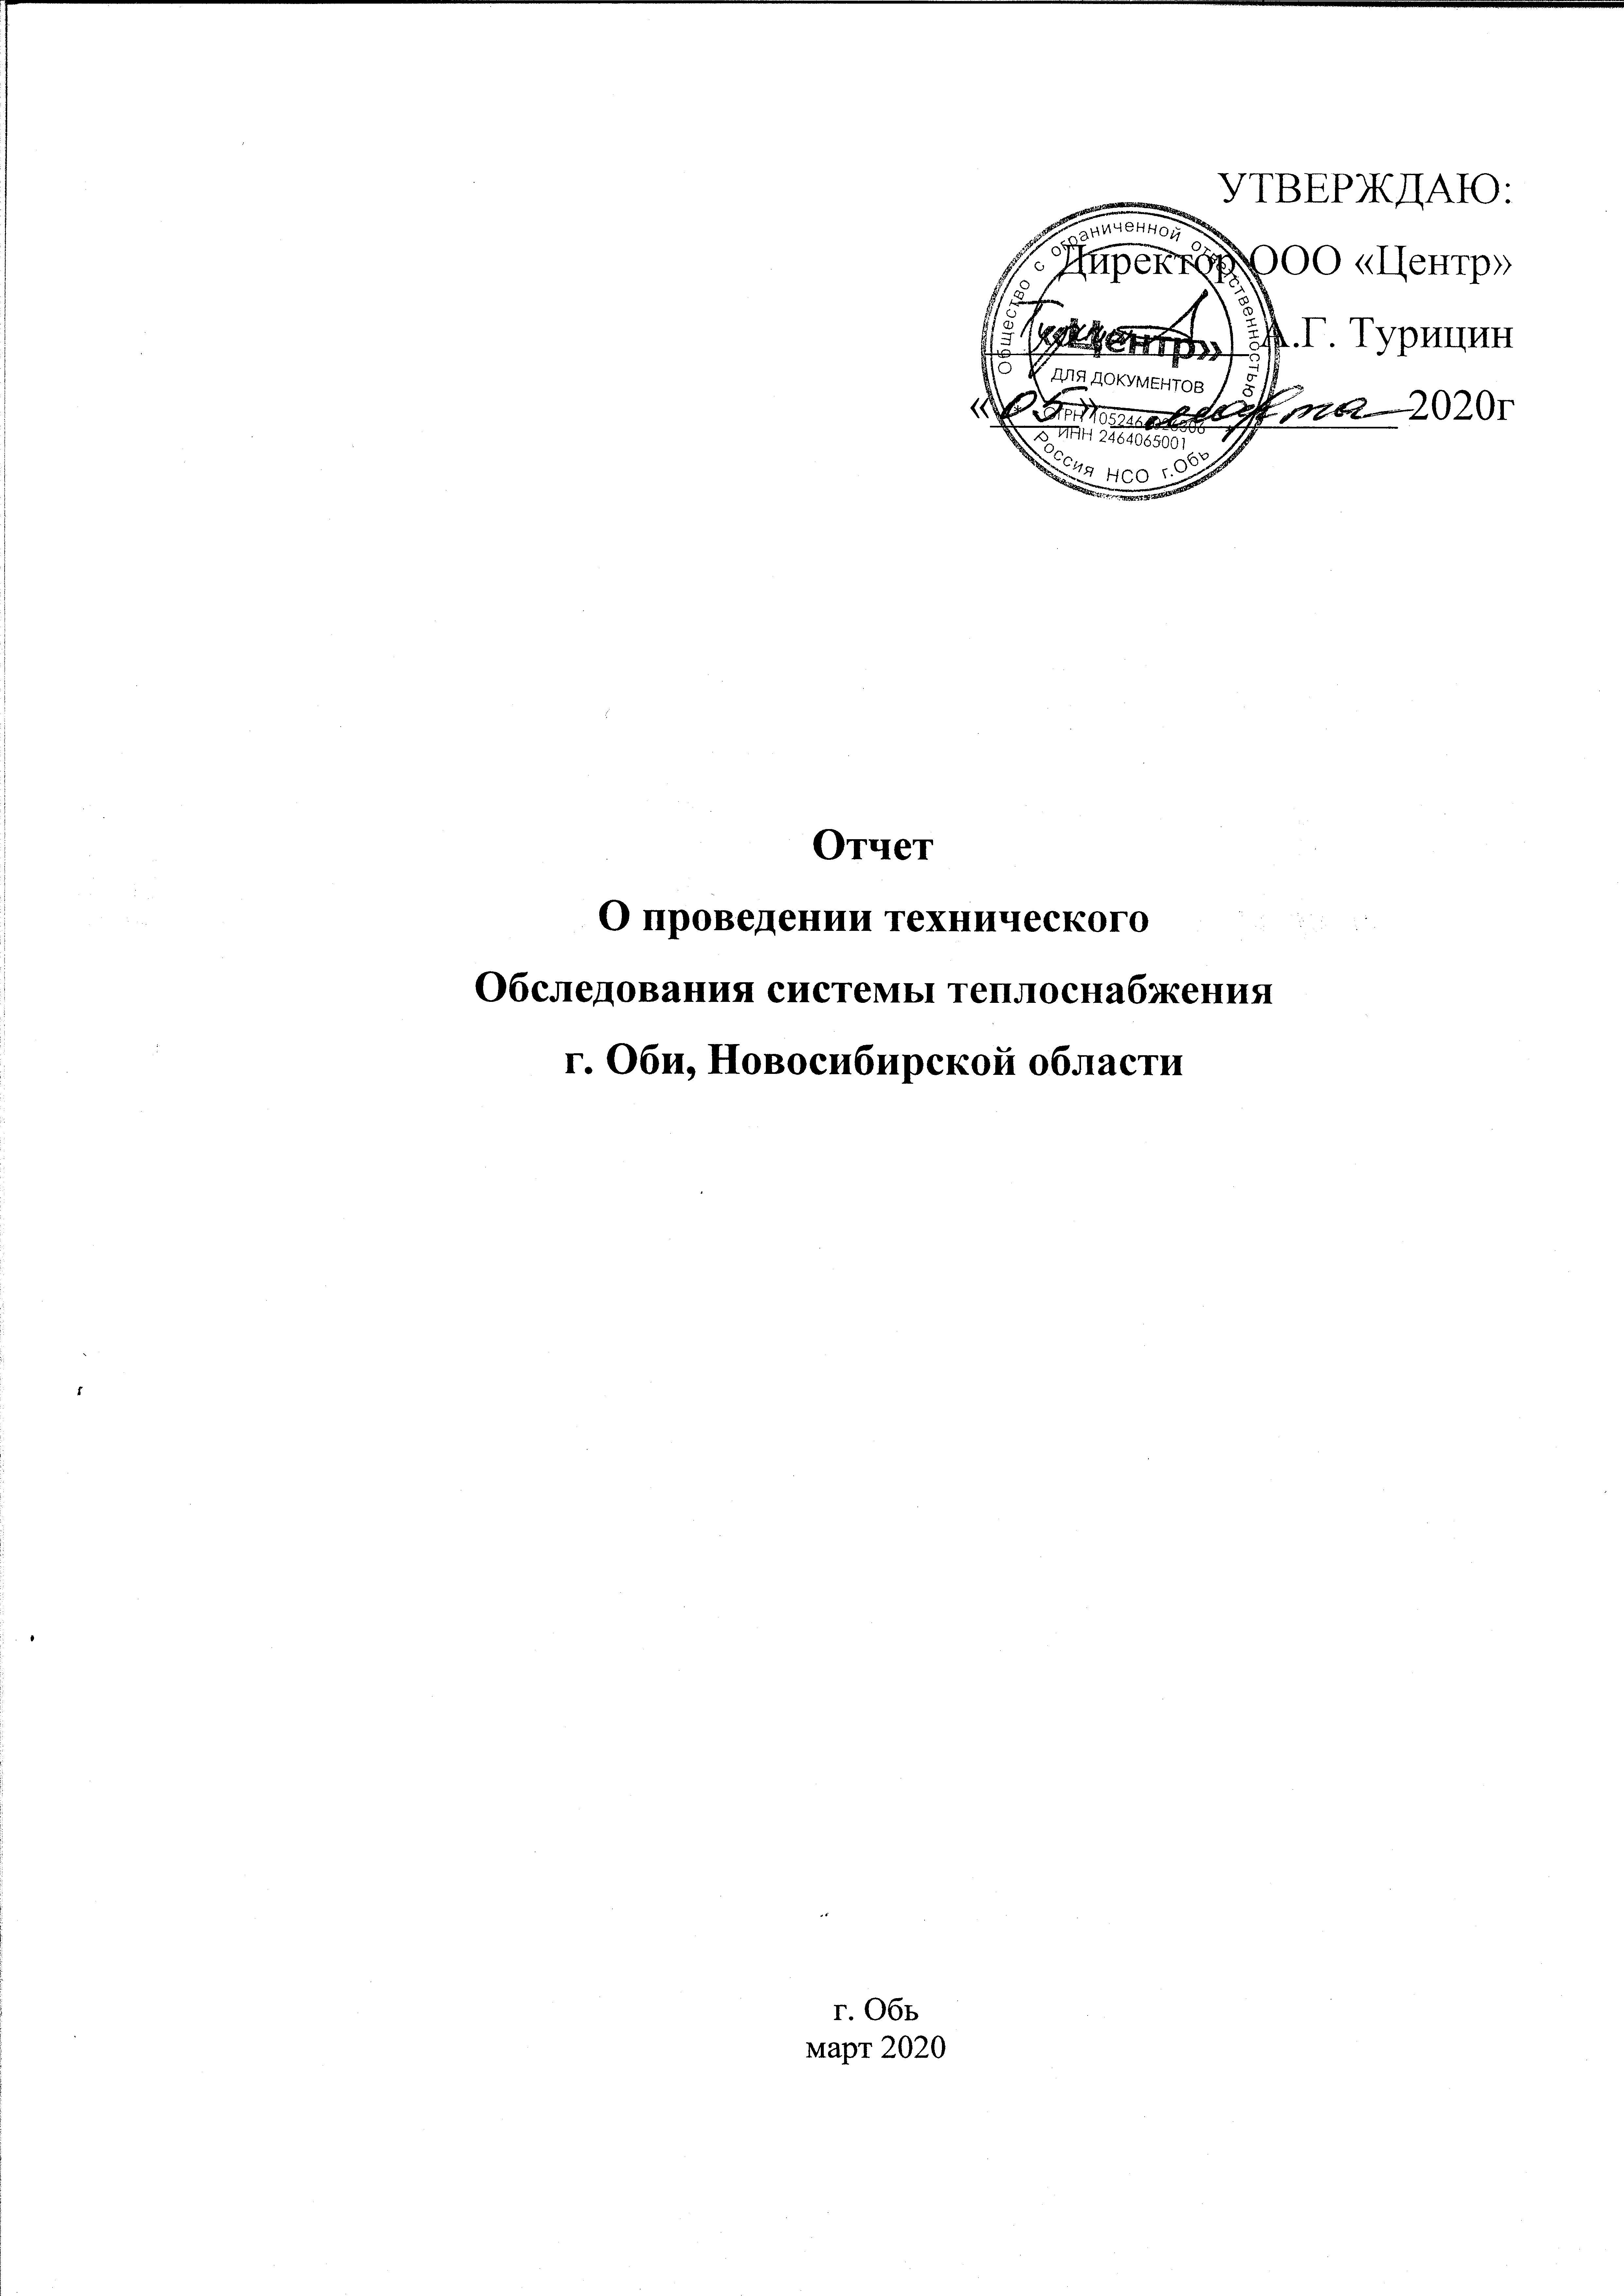 УТВЕРЖДАЮ:
Директор ООО «Центр»
А.Г. Турицин
«05» марта 2020г
Общество с ограниченной ответственностью
«Центр»
ДЛЯ ДОКУМЕНТОВ
ОГРН
ИНН 2464065001
Россия НСО г.Обь
Отчет
О проведении технического
Обследования системы теплоснабжения
г. Оби, Новосибирской области
г. Обь
март 2020